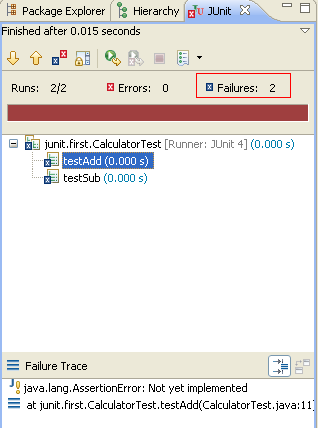 Package Explorer Hierarchy JUnit
Finished after 0.015 seconds
Runs: 2/2 Errors: 0 Failures: 2
junit.first.CalculatorTest [Runner: JUnit 4] (0.000 s)
testAdd (0.000 s)
testSub (0.000 s)
Failure Trace
java.lang.AssertionError: Not yet implemented
at junit.first.CalculatorTest.testAdd(CalculatorTest.java:11)